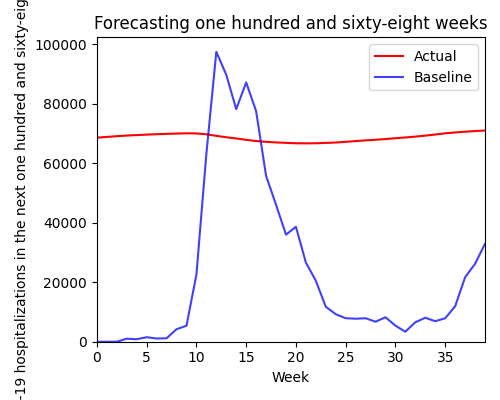 Forecasting one hundred and sixty-eight weeks
-19 hospitalizations in the next one hundred and sixty-eig
100000
80000
60000
40000
20000
0
Actual
Baseline
0 5 10 15 20 25 30 35
Week